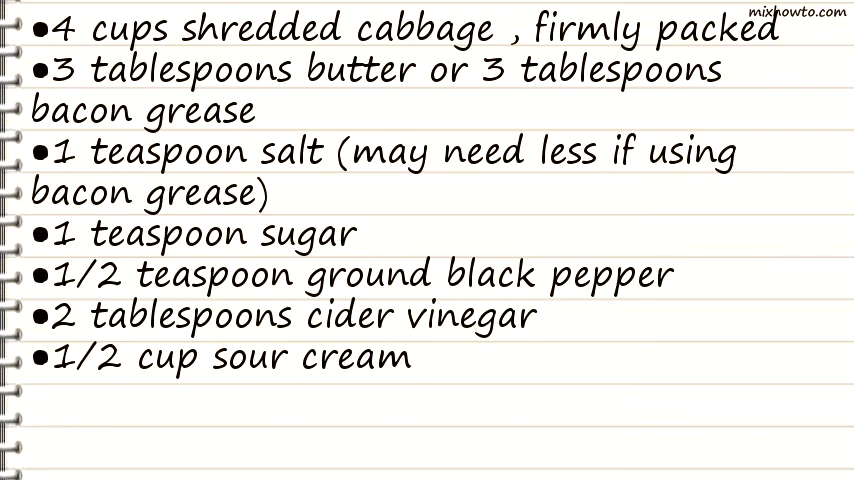 mixhowto.com
•4 cups shredded cabbage , firmly packed
•3 tablespoons butter or 3 tablespoons
bacon grease
•1 teaspoon salt (may need less if using
bacon grease)
•1 teaspoon sugar
•1/2 teaspoon ground black pepper
•2 tablespoons cider vinegar
•1/2 cup sour cream